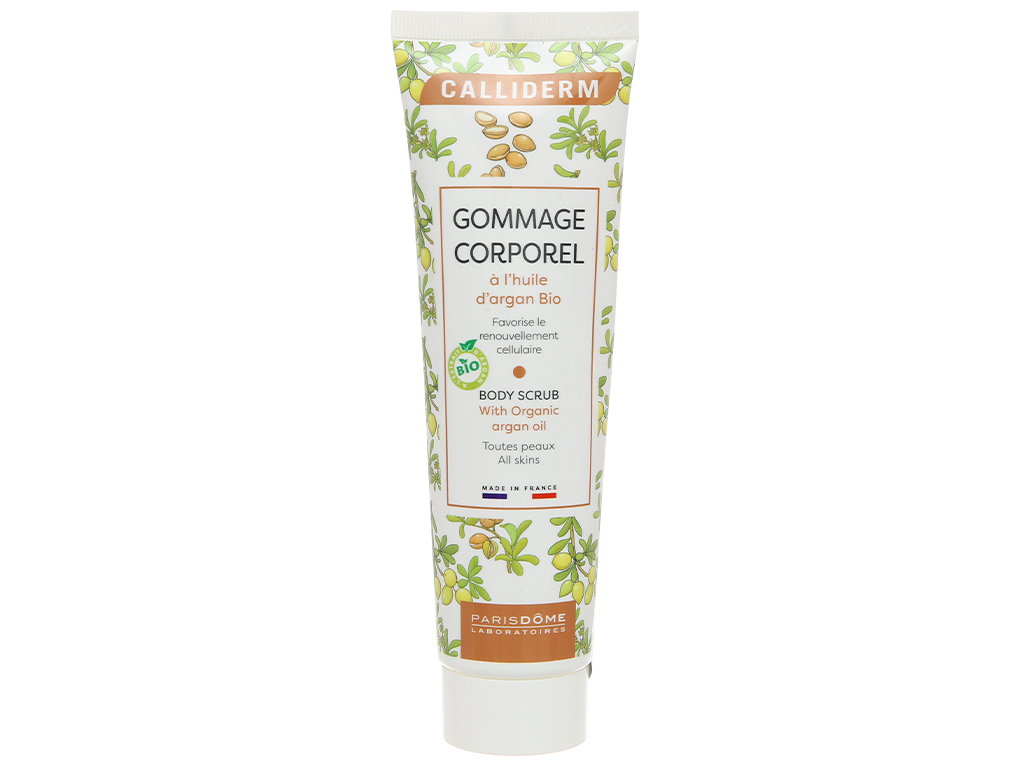 CALLIDERM
GOMMAGE
CORPOREL
à l'huile
d'argan Bio
Favorise le
renouvellement
cellulaire
BIO
BODY SCRUB
With Organic
argan oil
Toutes peaux
All skins
MADE IN FRANCE
PARISDÔME
LABORATOIRES